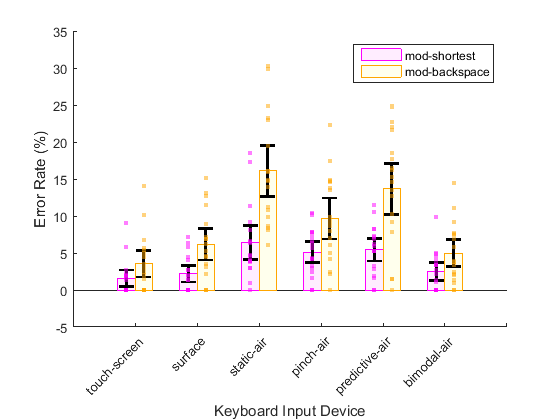 35
30
25
20
15
10
5
0
-5
Error Rate (%)
mod-shortest
mod-backspace
touch-screen
surface
static-air
pinch-air
predictive-air
bimodal-air
Keyboard Input Device